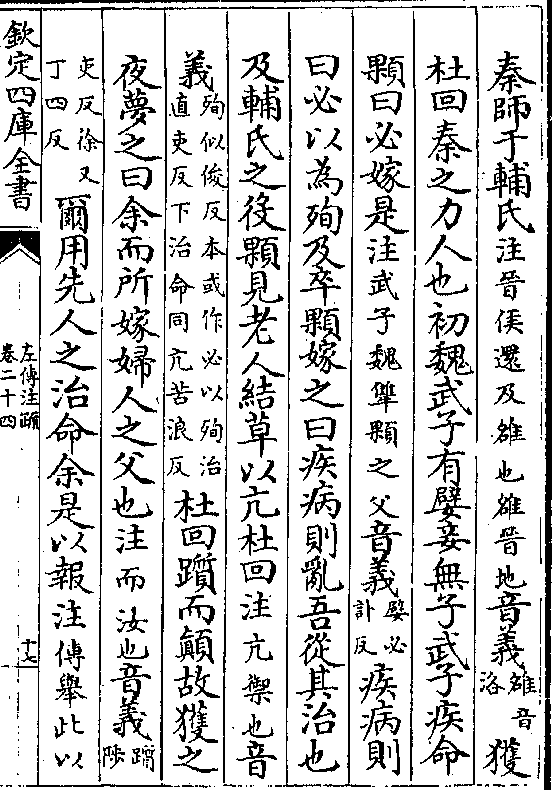 秦師于輔氏注晉侯還及雒也雒晉地音義雒音洛獲
杜回秦之力人也初魏武子有嬖妾無子武子疾命
顆曰必嫁是注武子魏犨顆之父音義嬖必計反疾病則
曰必以為殉及卒顆嫁之曰疾病則亂吾從其治也
及輔氏之役顆見老人結草以亢杜回注亢禦也音
義殉似俊反本或作必以殉治直吏反下治命同亢苦浪反杜回躓而顛故獲之
夜夢之曰余而所嫁婦人之父也注而汝也音義躓陟
吏反徐又丁四反爾用先人之治命余是以報注傳舉此以
欽定四庫全書
左傳注疏
卷二十四
十七